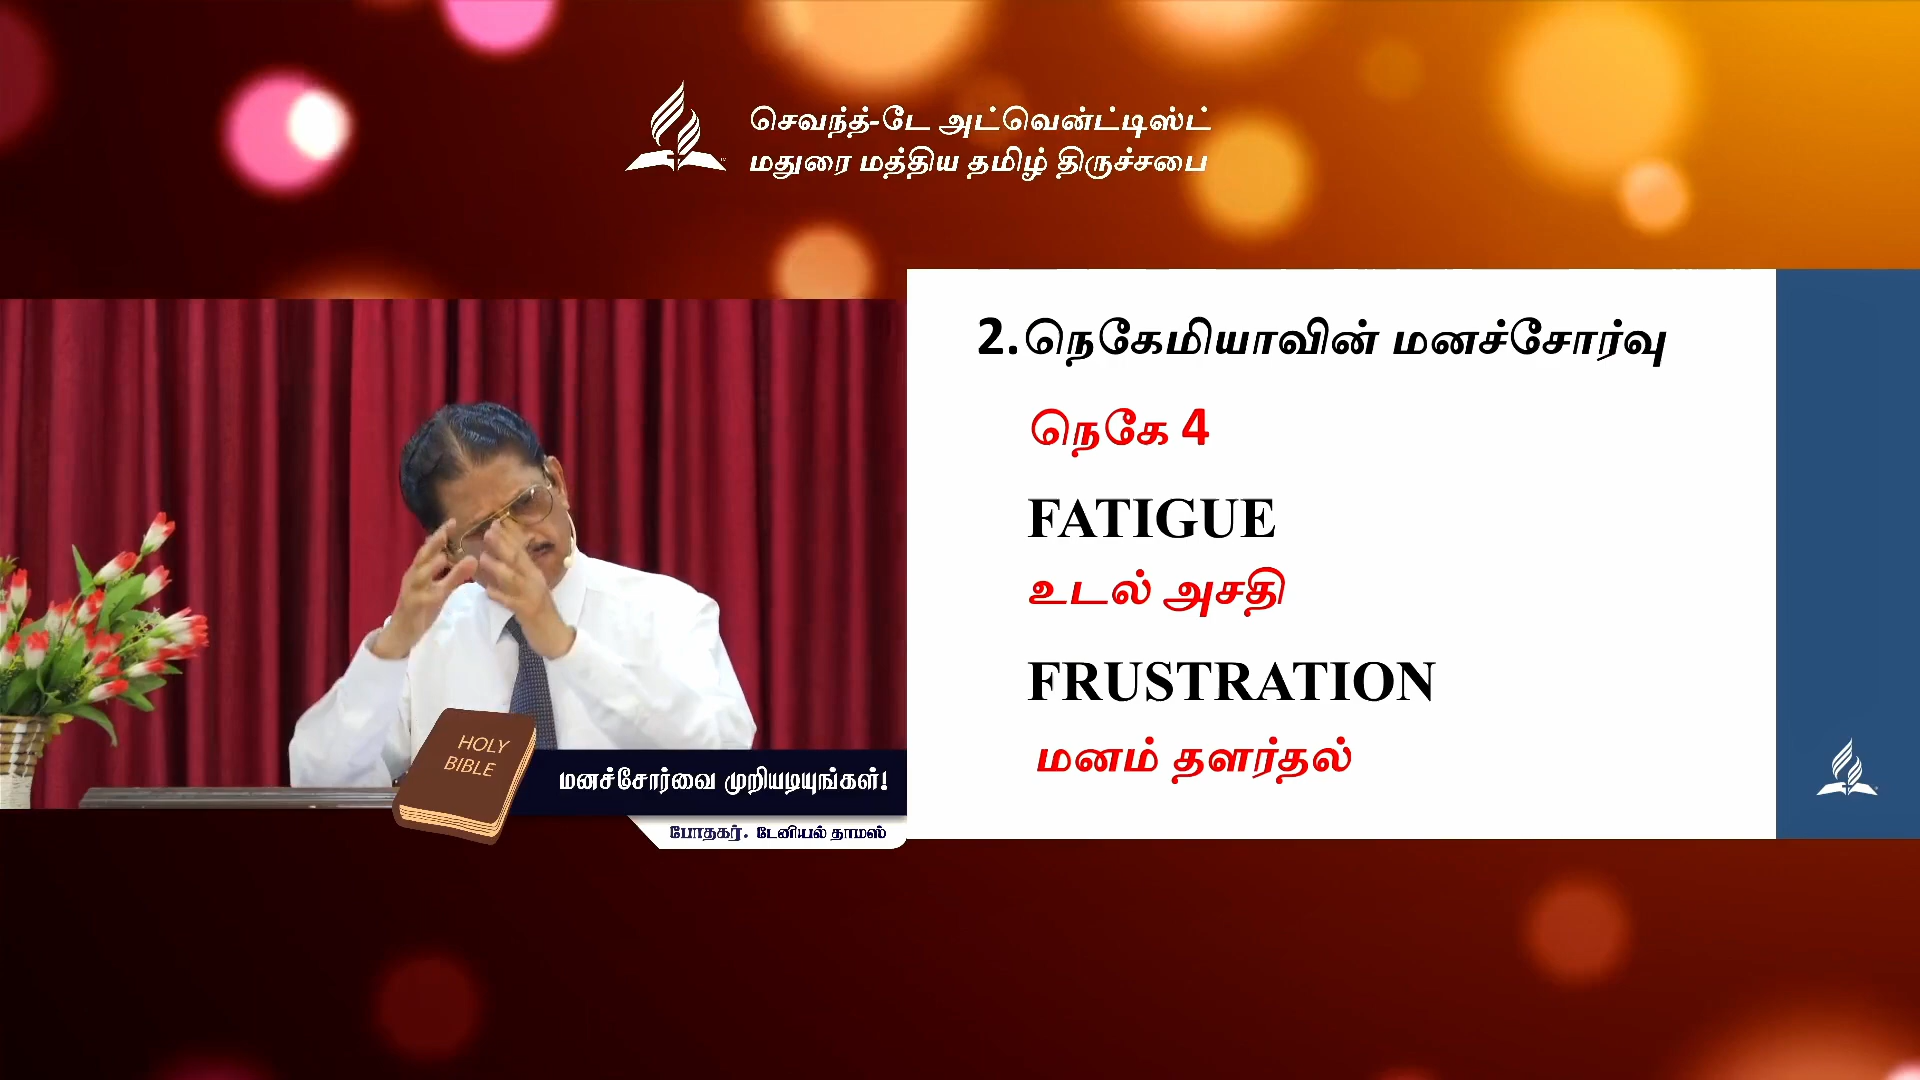 செவந்த்-டே அட்வென்ட்டிஸ்ட்
மதுரை மத்திய தமிழ் திருச்சபை
2.நெகேமியாவின் மனச்சோர்வு
நெகே 4
FATIGUE
உடல் அசதி
FRUSTRATION
மனம் தளர்தல்
HOLY
BIBLE
மனச்சோர்வை முறியடியுங்கள்!
போதகர். டேனியல் தாமஸ்